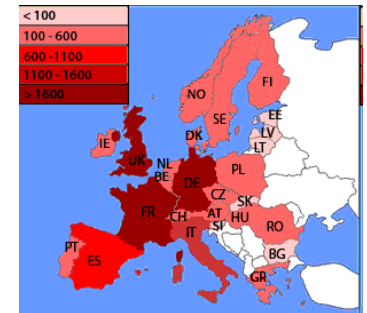 < 100
100 - 600
600 -1100
1100 - 1600
> 1600
FI
NO
SE
EE
LV
LT
DK
IE
UK
NL
BE
DE
PL
CZ
SK
FR
CH
AT
HU
SI
RO
IT
BG
PT
ES
GR